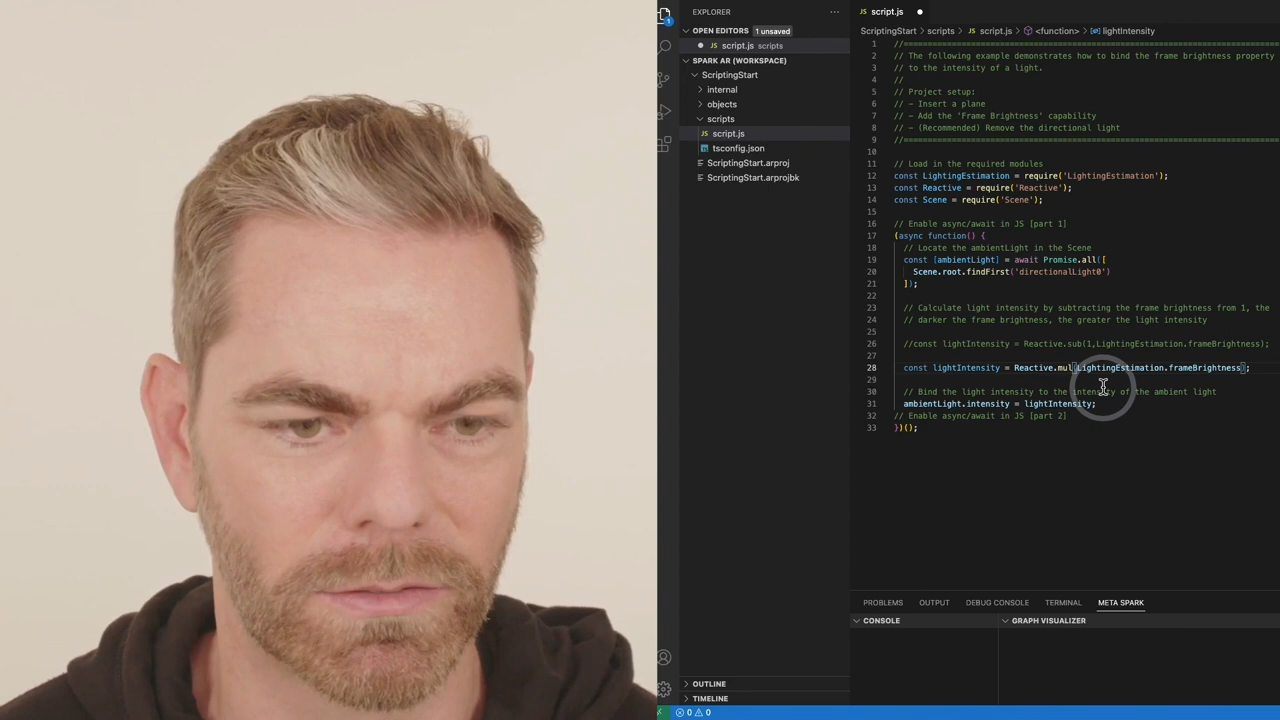 EXPLORER
OPEN EDITORS 1 unsaved
script.js scripts
SPARK AR (WORKSPACE)
ScriptingStart
internal
objects
scripts
JS script.js
tsconfig.json
ScriptingStart.arproj
ScriptingStart.arprojbk
OUTLINE
TIMELINE
0 0
1
JS script.js
ScriptingStart > scripts > JS script.js > <function> > lightIntensity
1 //==============================================================================
2 // The following example demonstrates how to bind the frame brightness property
3 // to the intensity of a light.
4 //
5 // Project setup:
6 // - Insert a plane
7 // - Add the 'Frame Brightness' capability
8 // - (Recommended) Remove the directional light
9 //==============================================================================
10
11 // Load in the required modules
12 const LightingEstimation = require('LightingEstimation');
13 const Reactive = require('Reactive');
14 const Scene = require('Scene');
15
16 // Enable async/await in JS [part 1]
17 (async function() {
18 // Locate the ambientLight in the Scene
19 const [ambientLight] = await Promise.all([
20 Scene.root.findFirst('directionalLight0')
21 ]);
22
23 // Calculate light intensity by subtracting the frame brightness from 1, the
24 // darker the frame brightness, the greater the light intensity
25
26 //const lightIntensity = Reactive.sub(1,LightingEstimation.frameBrightness);
27
28 const lightIntensity = Reactive.mul(LightingEstimation.frameBrightness);
29
30 // Bind the light intensity to the intensity of the ambient light
31 ambientLight.intensity = lightIntensity;
32 // Enable async/await in JS [part 2]
33 })();
PROBLEMS OUTPUT DEBUG CONSOLE TERMINAL META SPARK
CONSOLE GRAPH VISUALIZER